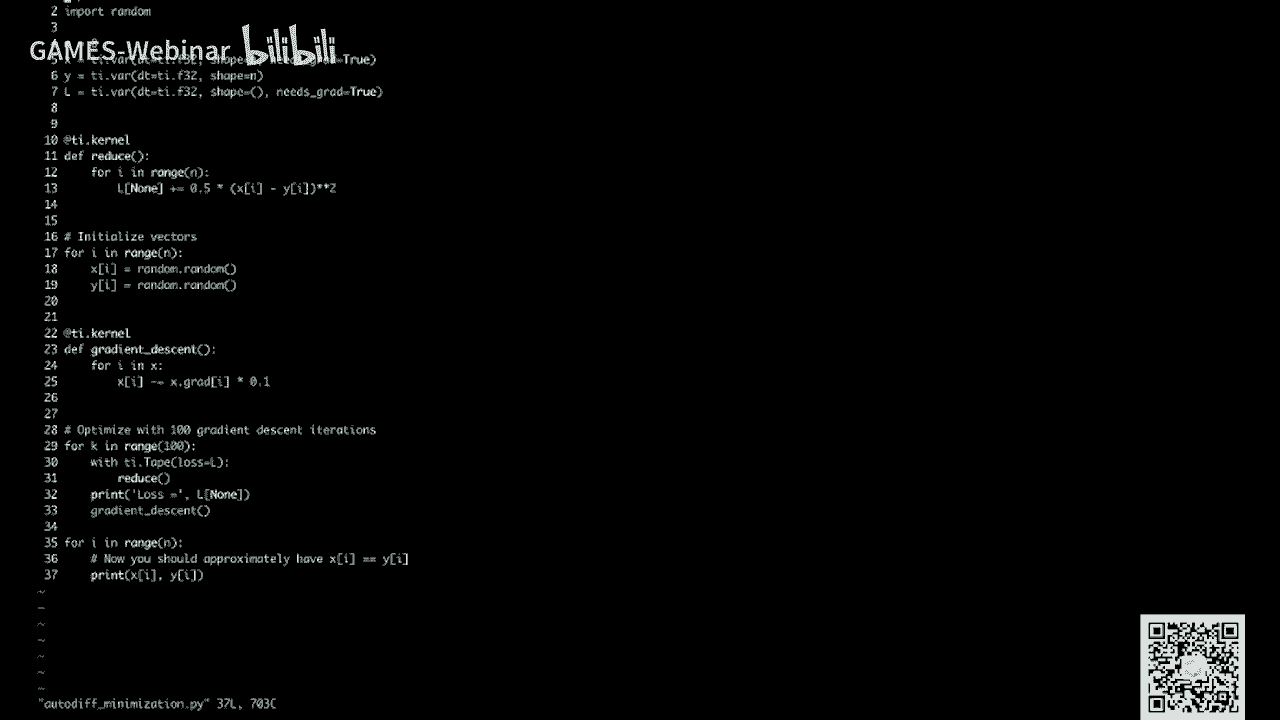 2 import random
3
GAMES-Webinar bilibili
5 x = ti.var(dt=ti.f32, shape=n, needs_grad=True)
6 y = ti.var(dt=ti.f32, shape=n)
7 L = ti.var(dt=ti.f32, shape=(), needs_grad=True)
8
9
10 @ti.kernel
11 def reduce():
12 for i in range(n):
13 L[None] += 0.5 * (x[i] - y[i])**2
14
15
16 # Initialize vectors
17 for i in range(n):
18 x[i] = random.random()
19 y[i] = random.random()
20
21
22 @ti.kernel
23 def gradient_descent():
24 for i in x:
25 x[i] -= x.grad[i] * 0.1
26
27
28 # Optimize with 100 gradient descent iterations
29 for k in range(100):
30 with ti.Tape(loss=L):
31 reduce()
32 print('Loss =', L[None])
33 gradient_descent()
34
35 for i in range(n):
36 # Now you should approximately have x[i] == y[i]
37 print(x[i], y[i])
~
~
~
~
~
~
~
"autodiff_minimization.py" 37L, 703C